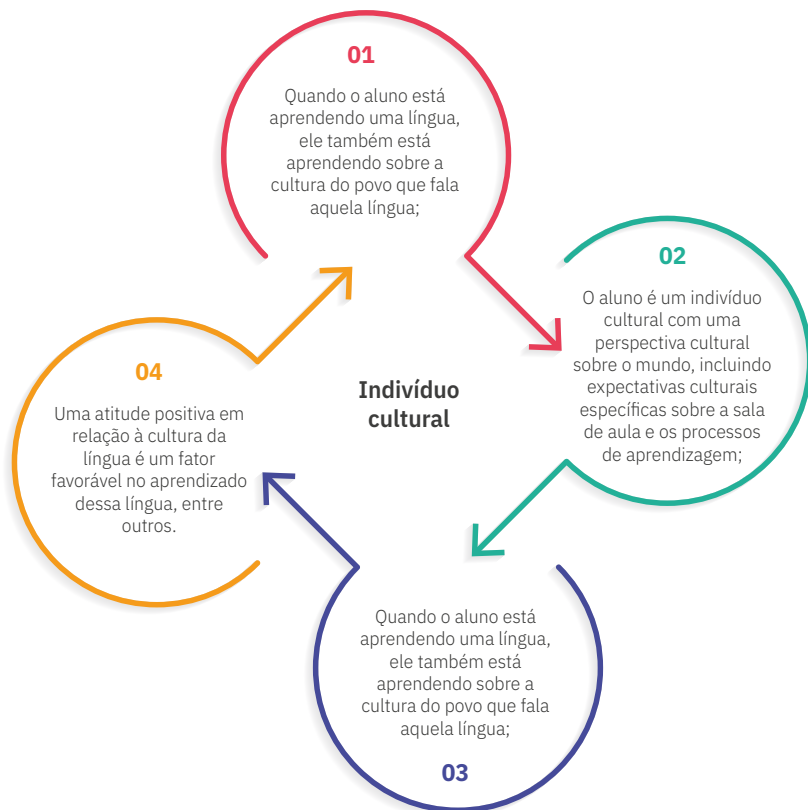 01
Quando o aluno está
aprendendo uma língua,
ele também está
aprendendo sobre a
cultura do povo que fala
aquela língua;
02
O aluno é um indivíduo
cultural com uma
perspectiva cultural
sobre o mundo, incluindo
expectativas culturais
específicas sobre a sala
de aula e os processos
de aprendizagem;
Indivíduo
cultural
04
Uma atitude positiva em
relação à cultura da
língua é um fator
favorável no aprendizado
dessa língua, entre
outros.
Quando o aluno está
aprendendo uma língua,
ele também está
aprendendo sobre a
cultura do povo que fala
aquela língua;
03